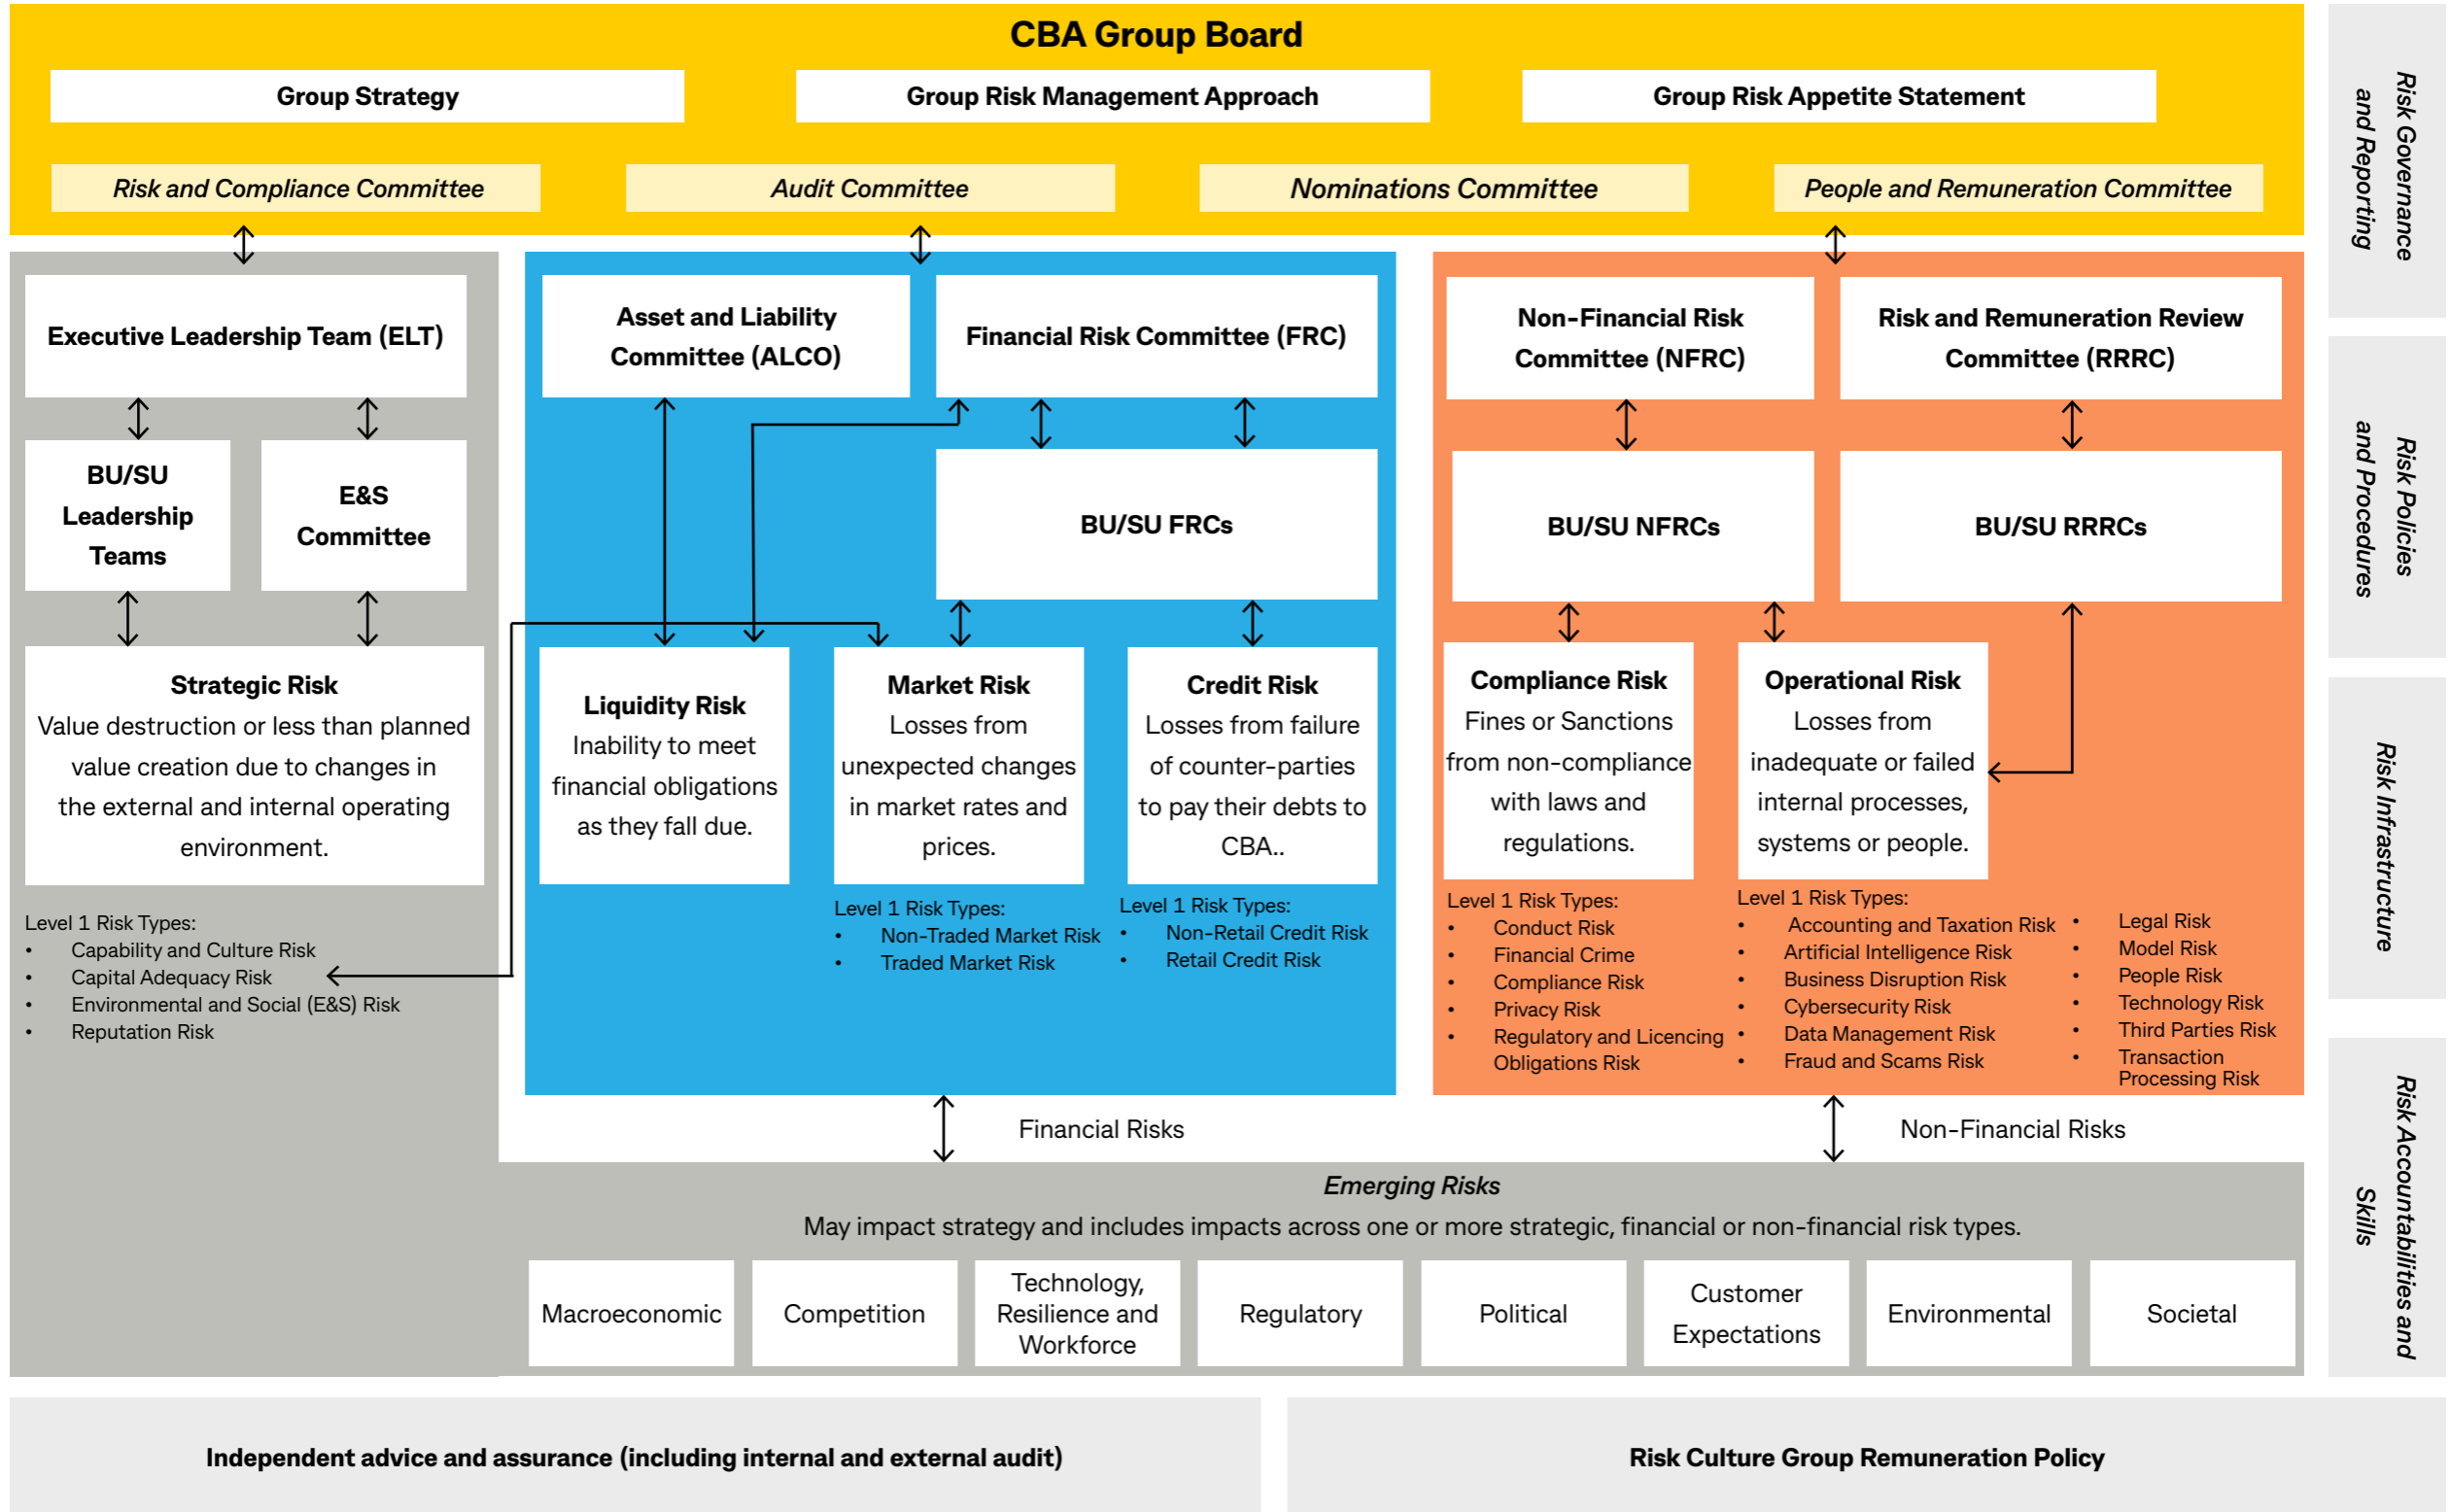 CBA Group Board
Group Strategy
Group Risk Management Approach
Group Risk Appetite Statement
Risk and Compliance Committee
Audit Committee
Nominations Committee
People and Remuneration Committee
Executive Leadership Team (ELT)
BU/SU
Leadership
Teams
E&S
Committee
Strategic Risk
Value destruction or less than planned
value creation due to changes in
the external and internal operating
environment.
Level 1 Risk Types:
• Capability and Culture Risk
• Capital Adequacy Risk
• Environmental and Social (E&S) Risk
• Reputation Risk
Asset and Liability
Committee (ALCO)
Financial Risk Committee (FRC)
BU/SU FRCs
Liquidity Risk
Inability to meet
financial obligations
as they fall due.
Market Risk
Losses from
unexpected changes
in market rates and
prices.
Level 1 Risk Types:
• Non-Traded Market Risk
• Traded Market Risk
Credit Risk
Losses from failure
of counter-parties
to pay their debts to
CBA..
Level 1 Risk Types:
• Non-Retail Credit Risk
• Retail Credit Risk
Non-Financial Risk
Committee (NFRC)
Risk and Remuneration Review
Committee (RRRC)
BU/SU NFRCs
BU/SU RRRCs
Compliance Risk
Fines or Sanctions
from non-compliance
with laws and
regulations.
Level 1 Risk Types:
• Conduct Risk
• Financial Crime
• Compliance Risk
• Privacy Risk
• Regulatory and Licencing
Obligations Risk
Operational Risk
Losses from
inadequate or failed
internal processes,
systems or people.
Level 1 Risk Types:
• Accounting and Taxation Risk
• Artificial Intelligence Risk
• Business Disruption Risk
• Cybersecurity Risk
• Data Management Risk
• Fraud and Scams Risk
• Legal Risk
• Model Risk
• People Risk
• Technology Risk
• Third Parties Risk
• Transaction
Processing Risk
Financial Risks
Non-Financial Risks
Emerging Risks
May impact strategy and includes impacts across one or more strategic, financial or non-financial risk types.
Macroeconomic
Competition
Technology,
Resilience and
Workforce
Regulatory
Political
Customer
Expectations
Environmental
Societal
Risk Governance
and Reporting
Risk Policies
and Procedures
Risk Infrastructure
Risk Accountabilities and
Skills
Independent advice and assurance (including internal and external audit)
Risk Culture Group Remuneration Policy